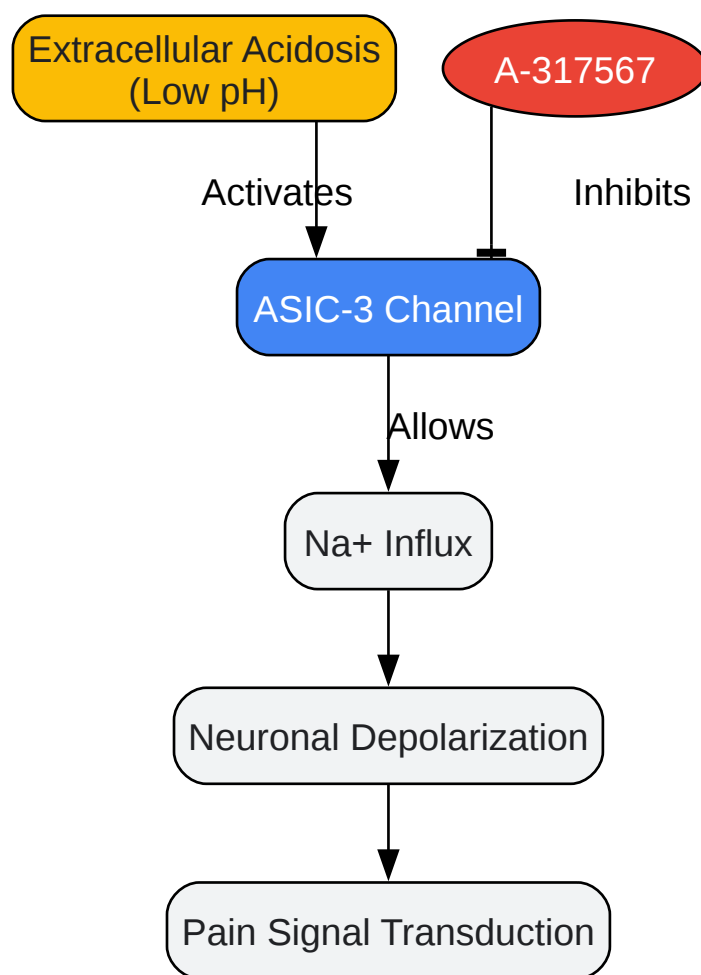 Extracellular Acidosis
(Low pH)
A-317567
Activates
Inhibits
ASIC-3 Channel
Allows
Na+ Influx
Neuronal Depolarization
Pain Signal Transduction